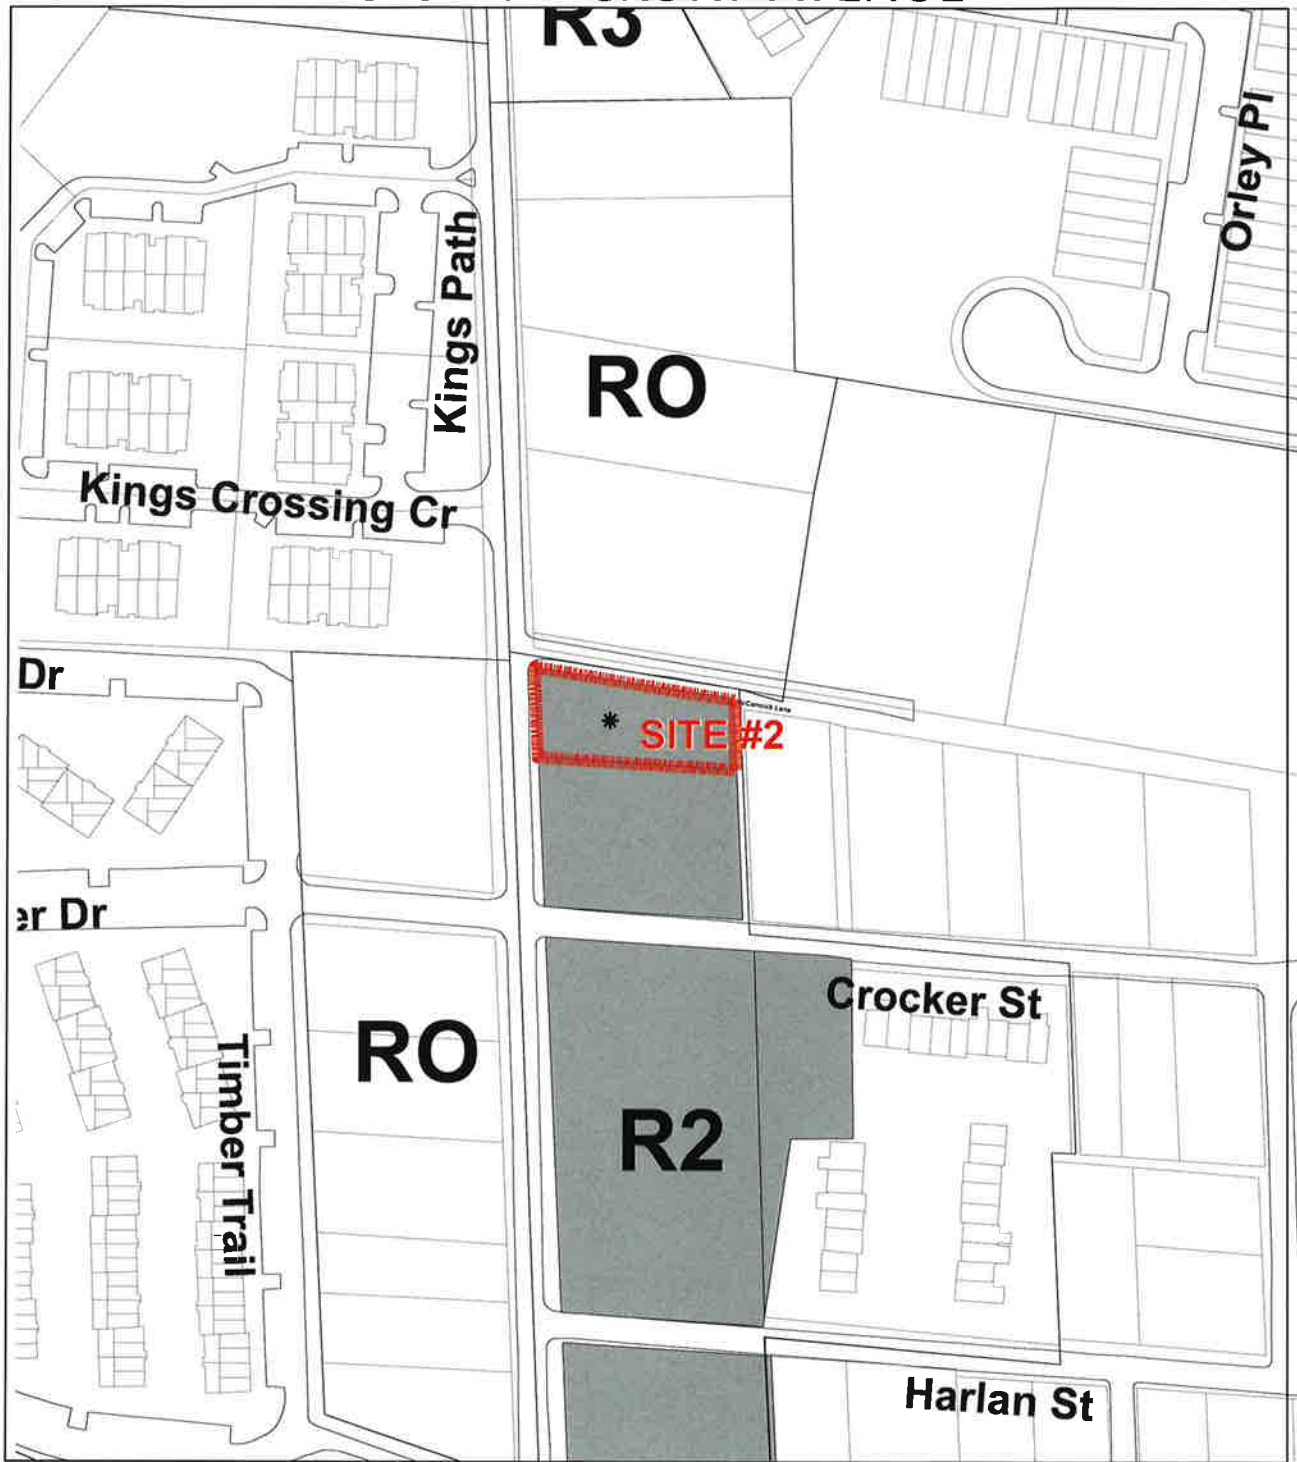 R3
Orley Pl
Kings Path
RO
Kings Crossing Cr
Dr
Lane
SITE #2
er Dr
Crocker St
RO
R2
Timber Trail
Harlan St